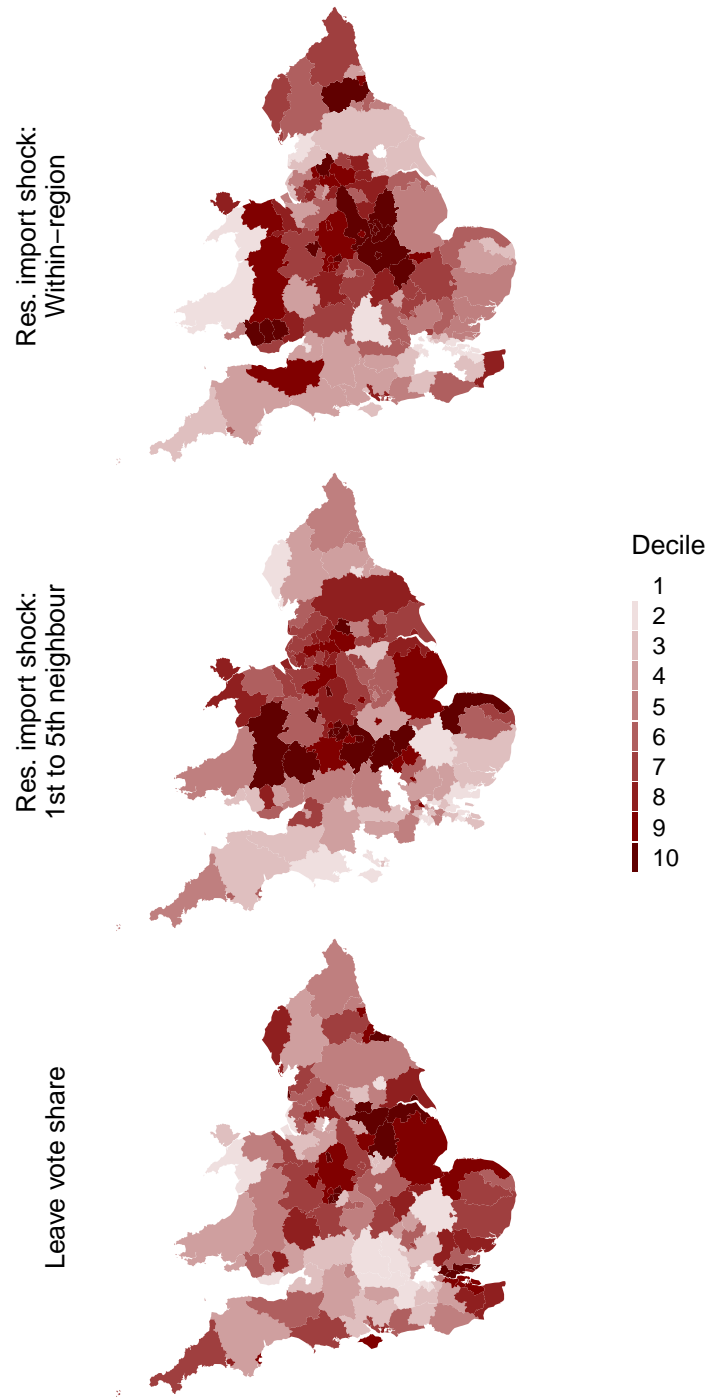 Res. import shock:
Within−region
Res. import shock:
1st to 5th neighbour
Leave vote share
Decile
1
2
3
4
5
6
7
8
9
10